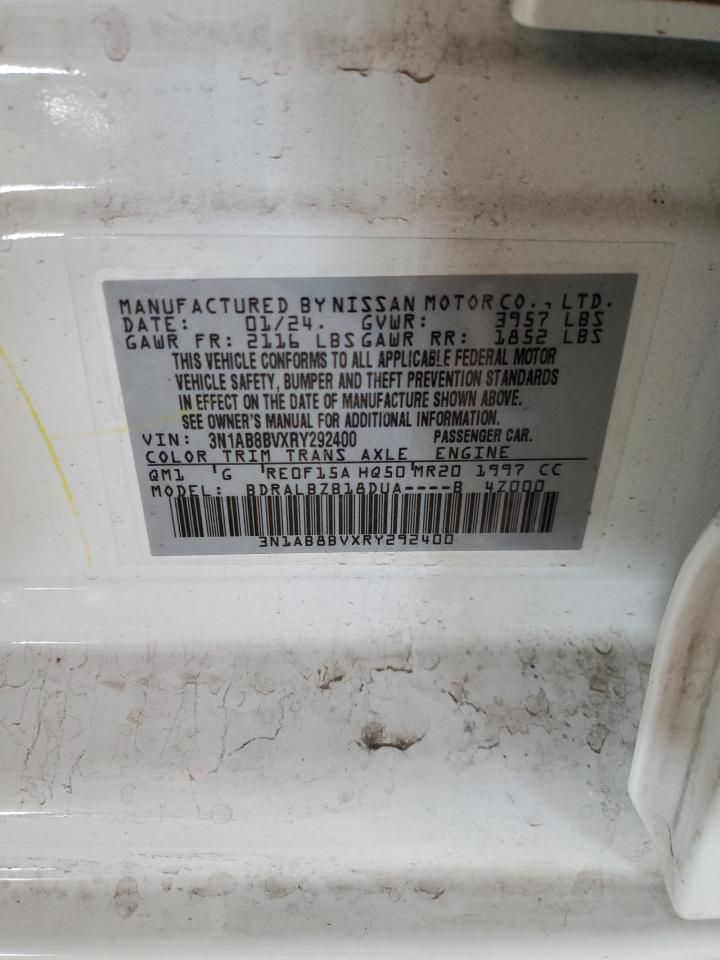 MANUFACTURED BY NISSAN MOTOR CO., LTD.
DATE: 01/24. GVWR: 3957 LBS
GAWR FR: 2116 LBS GAWR RR: 1852 LBS
THIS VEHICLE CONFORMS TO ALL APPLICABLE FEDERAL MOTOR
VEHICLE SAFETY, BUMPER AND THEFT PREVENTION STANDARDS
IN EFFECT ON THE DATE OF MANUFACTURE SHOWN ABOVE.
SEE OWNER'S MANUAL FOR ADDITIONAL INFORMATION.
VIN: 3N1AB8BVXRY292400 PASSENGER CAR.
COLOR TRIM TRANS AXLE ENGINE
QM1 G RE0F15A HQ50 MR20 1997 CC
MODEL: BDRALBZB18DUA----B 4Z000
3N1AB8BVXRY292400